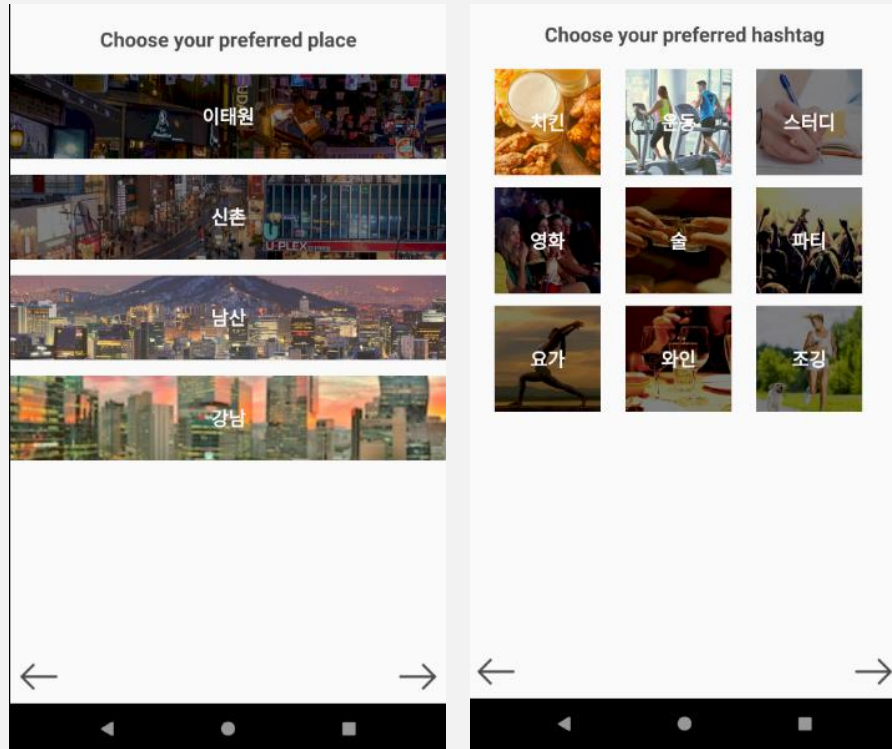 Choose your preferred place
이태원
신촌
U-PLEX
남산
강남
Choose your preferred hashtag
치킨
운동
스터디
영화
술
파티
요가
와인
조깅